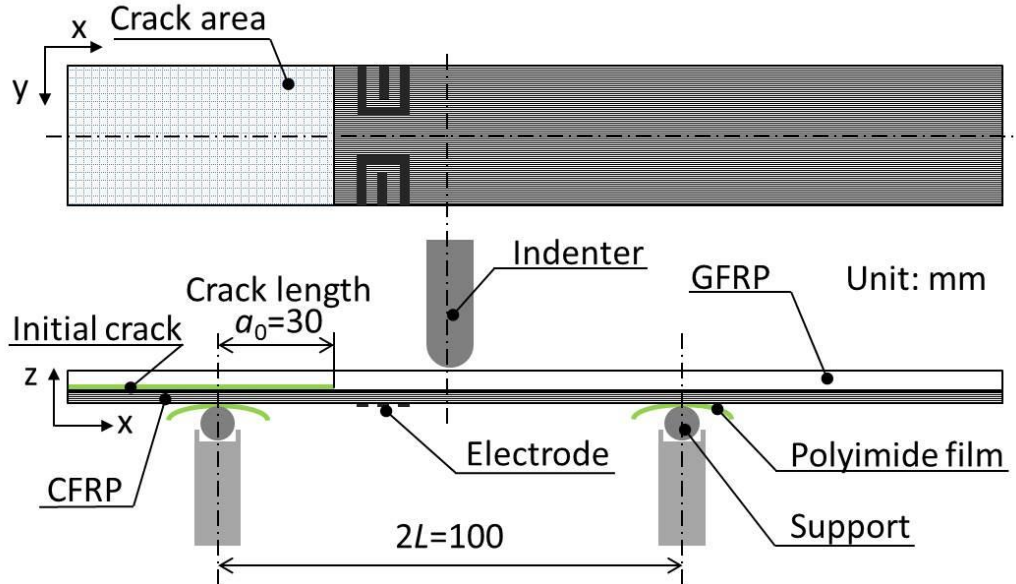 Crack area
x
y
Indenter
GFRP
Unit: mm
Crack length
a₀=30
Initial crack
z
x
Electrode
Polyimide film
CFRP
Support
2L=100